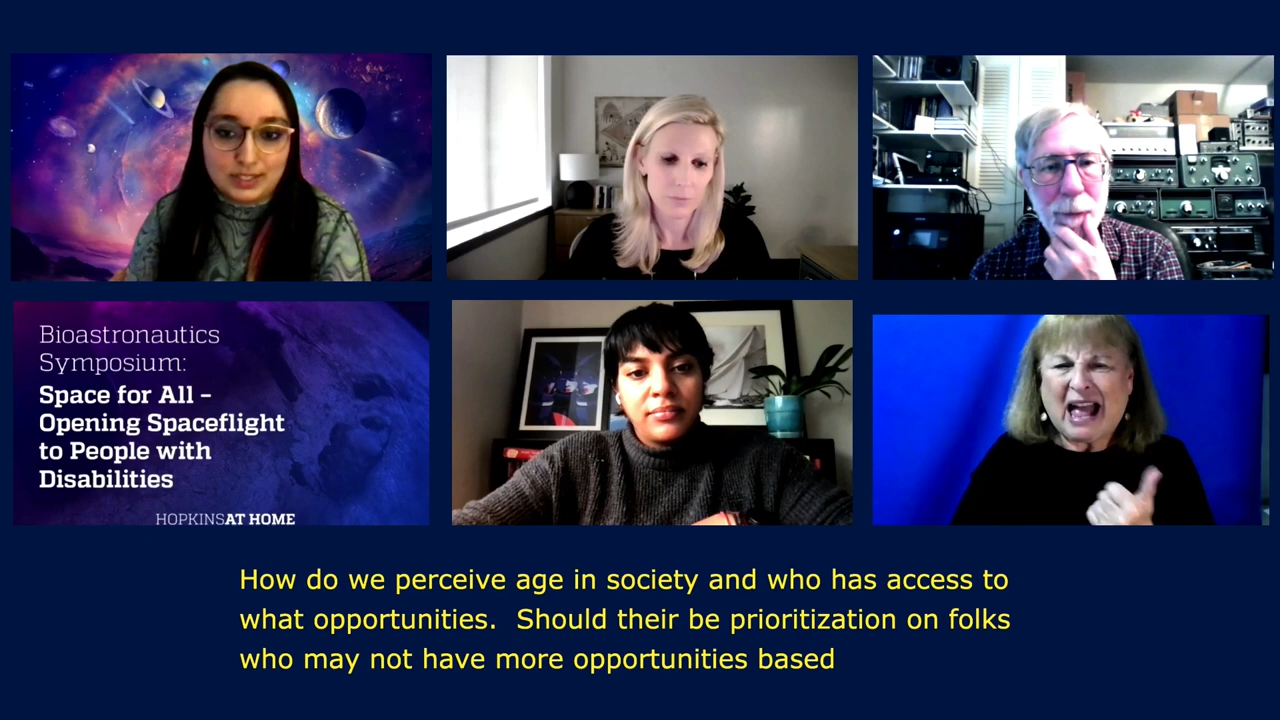 Bioastronautics
Symposium:
Space for All –
Opening Spaceflight
to People with
Disabilities
HOPKINSAT HOME
How do we perceive age in society and who has access to
what opportunities.  Should their be prioritization on folks
who may not have more opportunities based